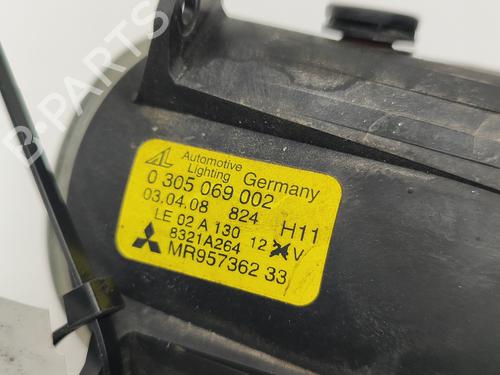 B-PARTS
AL Automotive Lighting Germany
0 305 069 002
03.04.08 824 H11
LE 02 A 130 12 V
8321A264
MR957362 33